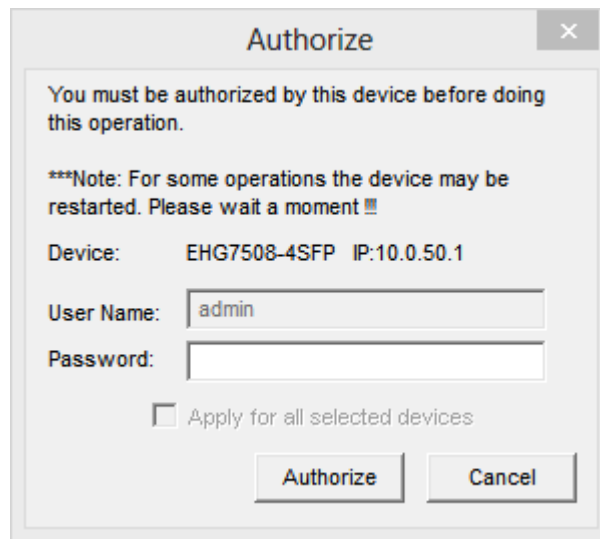 Authorize
You must be authorized by this device before doing
this operation.
***Note: For some operations the device may be
restarted. Please wait a moment !!!
Device: EHG7508-4SFP IP:10.0.50.1
User Name: admin
Password:
Apply for all selected devices
Authorize Cancel